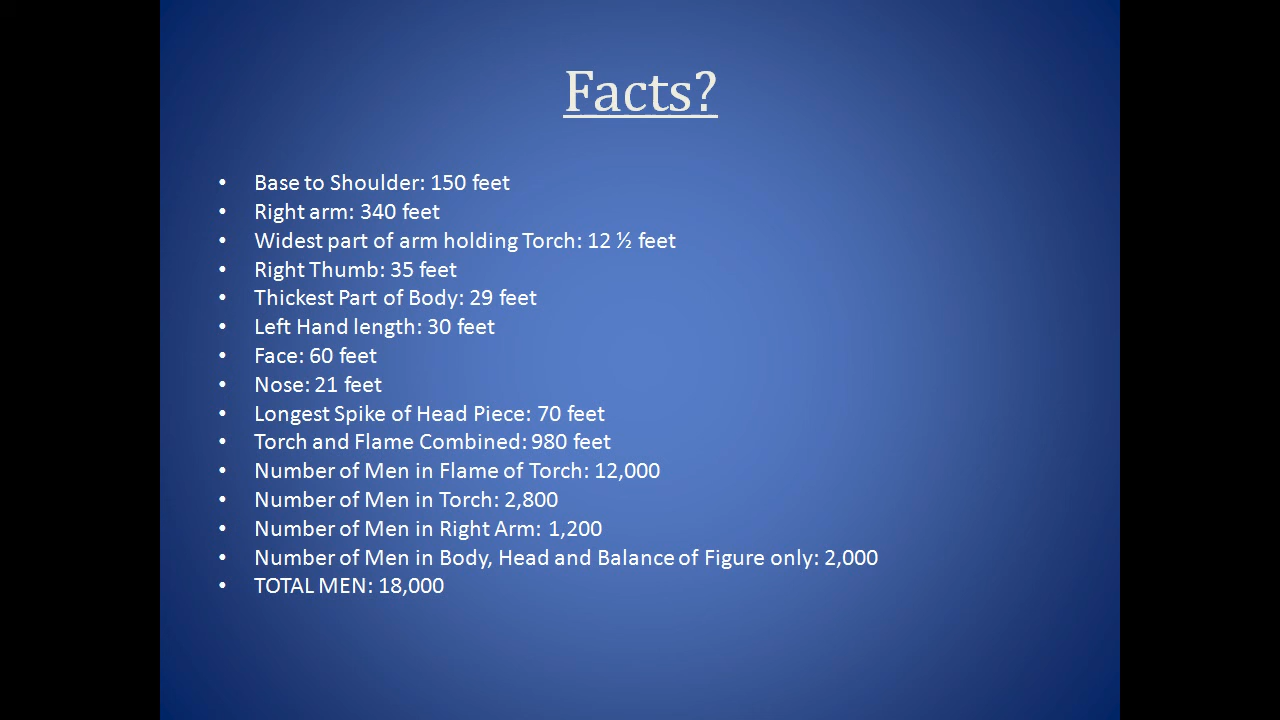 Facts?
• Base to Shoulder: 150 feet
• Right arm: 340 feet
• Widest part of arm holding Torch: 12 ½ feet
• Right Thumb: 35 feet
• Thickest Part of Body: 29 feet
• Left Hand length: 30 feet
• Face: 60 feet
• Nose: 21 feet
• Longest Spike of Head Piece: 70 feet
• Torch and Flame Combined: 980 feet
• Number of Men in Flame of Torch: 12,000
• Number of Men in Torch: 2,800
• Number of Men in Right Arm: 1,200
• Number of Men in Body, Head and Balance of Figure only: 2,000
• TOTAL MEN: 18,000